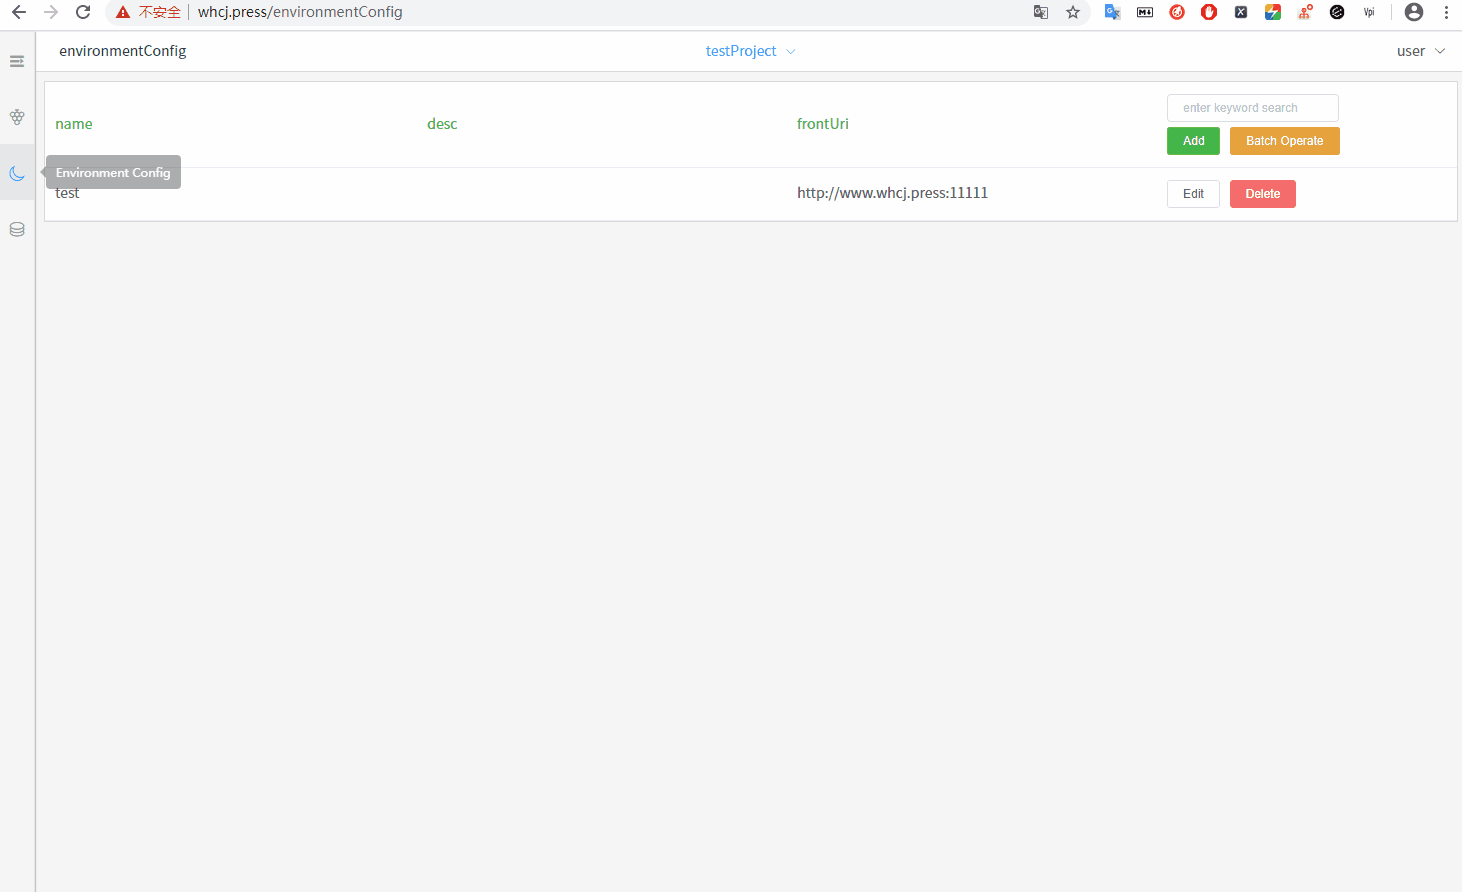 不安全 whcj.press/environmentConfig
environmentConfig testProject user
name desc frontUri enter keyword search
Add Batch Operate
Environment Config
test http://www.whcj.press:11111 Edit Delete